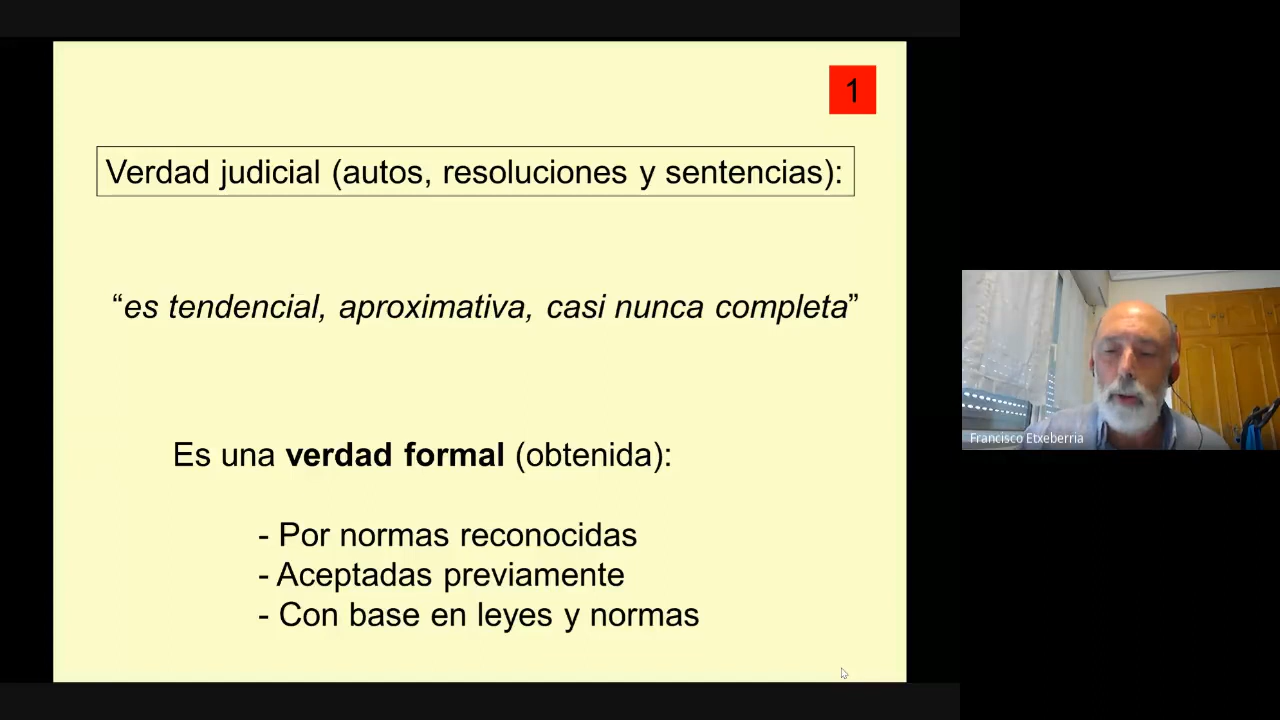 1
Verdad judicial (autos, resoluciones y sentencias):
“es tendencial, aproximativa, casi nunca completa”
Es una verdad formal (obtenida):
- Por normas reconocidas
- Aceptadas previamente
- Con base en leyes y normas
Francisco Etxeberria